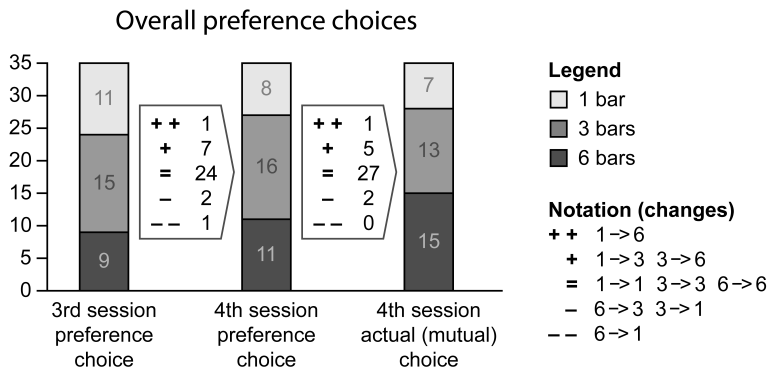 Overall preference choices
35
30
25
20
15
10
5
0
11
15
9
+ + 1
+ 7
= 24
– 2
– – 1
8
16
11
+ + 1
+ 5
= 27
– 2
– – 0
7
13
15
3rd session
preference
choice
4th session
preference
choice
4th session
actual (mutual)
choice
Legend
1 bar
3 bars
6 bars
Notation (changes)
+ + 1->6
+ 1->3 3->6
= 1->1 3->3 6->6
– 6->3 3->1
– – 6->1